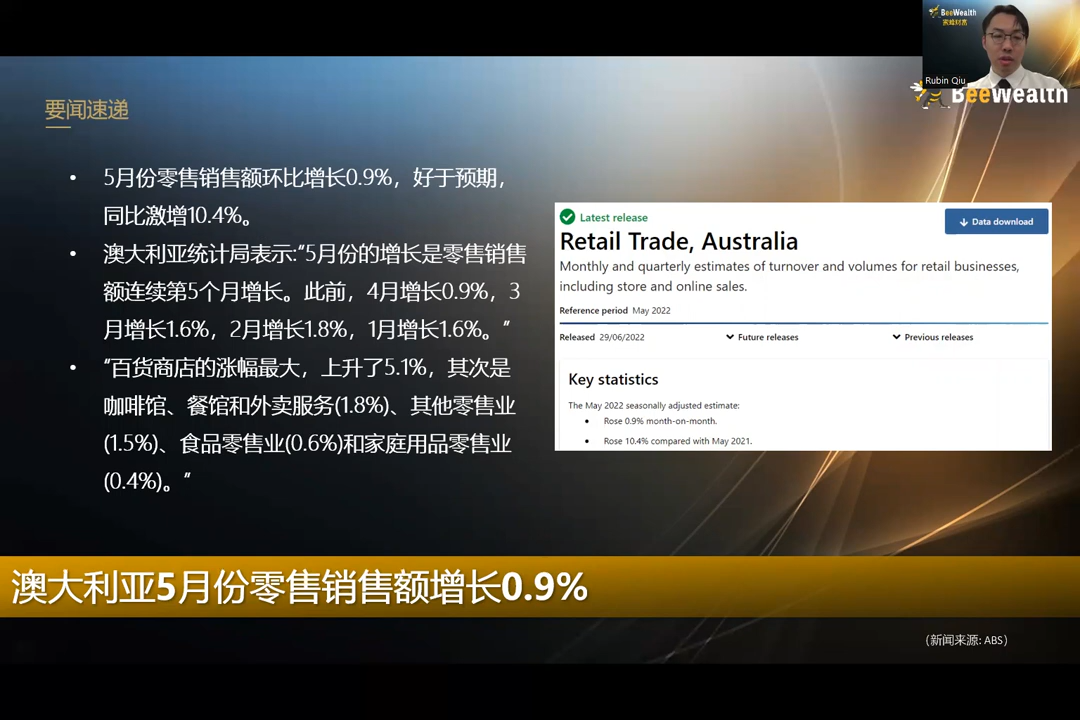 BeeWealth
蜜蜂财富
Rubin Qiu
BeeWealth
要闻速递
• 5月份零售销售额环比增长0.9%，好于预期，
同比激增10.4%。
• 澳大利亚统计局表示:“5月份的增长是零售销售
额连续第5个月增长。此前，4月增长0.9%，3
月增长1.6%，2月增长1.8%，1月增长1.6%。”
• “百货商店的涨幅最大，上升了5.1%，其次是
咖啡馆、餐馆和外卖服务(1.8%)、其他零售业
(1.5%)、食品零售业(0.6%)和家庭用品零售业
(0.4%)。”
Latest release
Data download
Retail Trade, Australia
Monthly and quarterly estimates of turnover and volumes for retail businesses,
including store and online sales.
Reference period May 2022
Released 29/06/2022 Future releases Previous releases
Key statistics
The May 2022 seasonally adjusted estimate:
• Rose 0.9% month-on-month.
• Rose 10.4% compared with May 2021.
澳大利亚5月份零售销售额增长0.9%
（新闻来源: ABS）